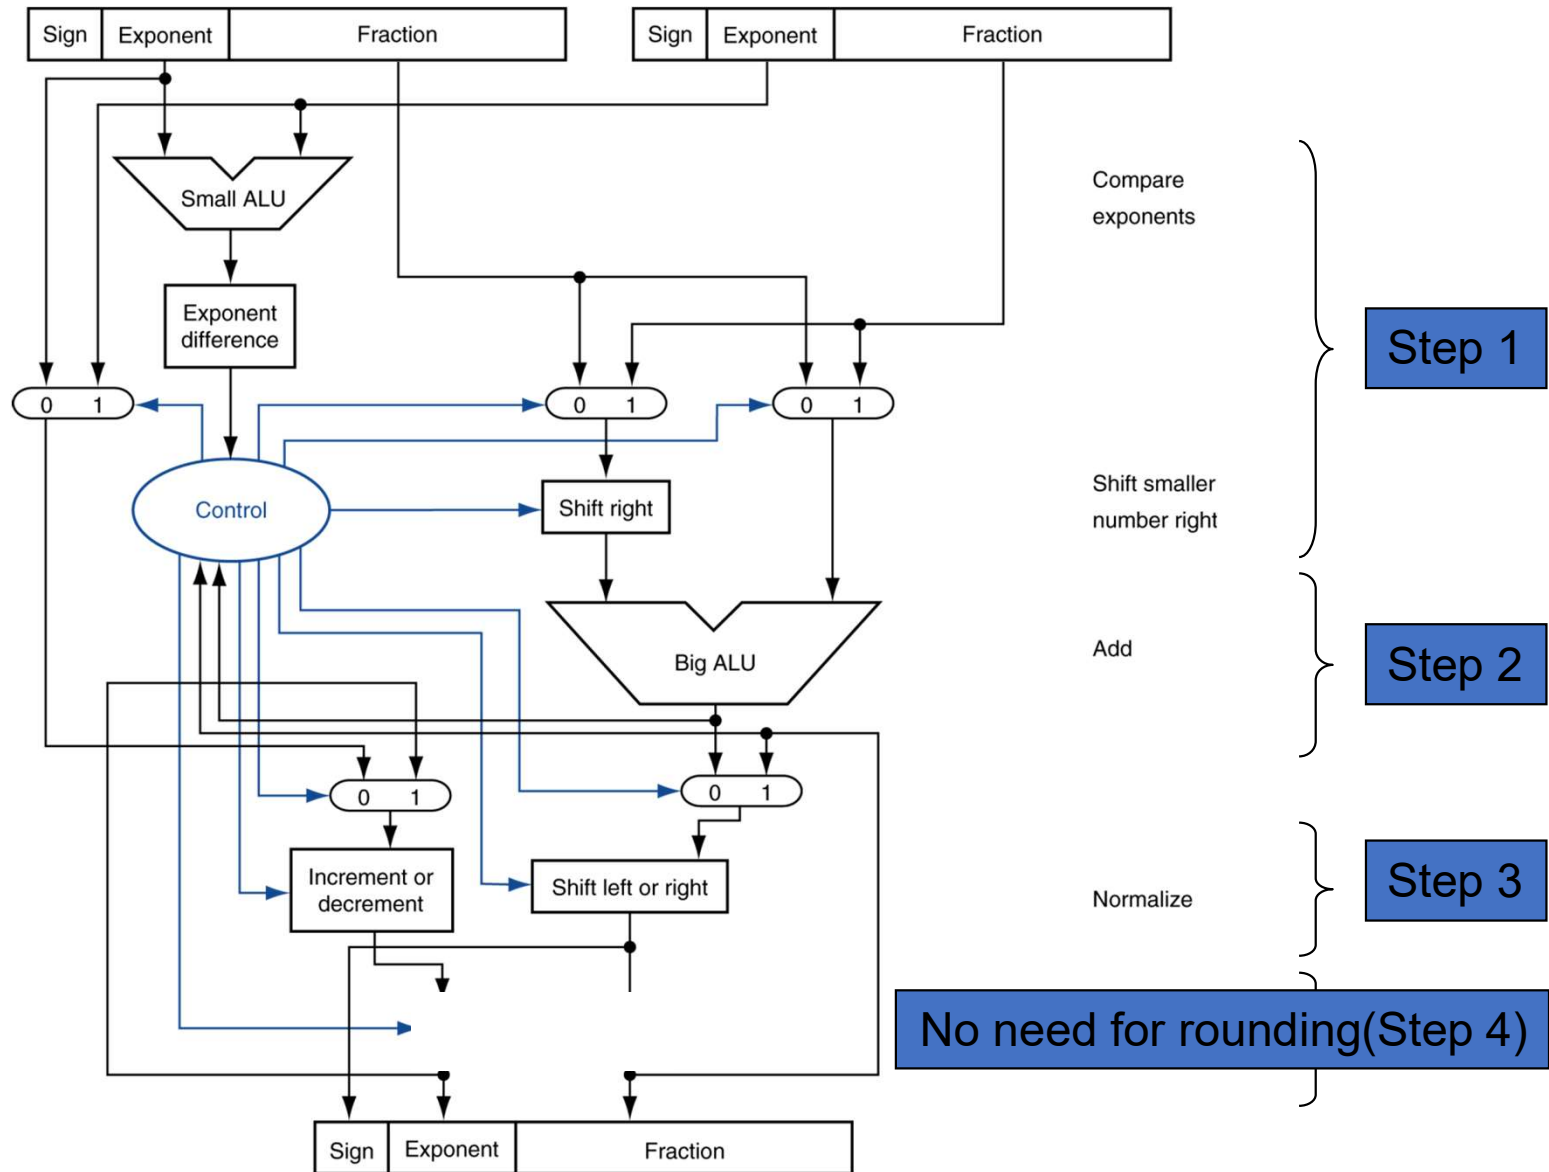 Sign Exponent Fraction
Sign Exponent Fraction
Small ALU
Compare
exponents
Exponent
difference
Step 1
0 1
0 1
0 1
Control
Shift right
Shift smaller
number right
Big ALU
Add
Step 2
0 1
0 1
Increment or
decrement
Shift left or right
Normalize
Step 3
No need for rounding(Step 4)
Sign Exponent Fraction